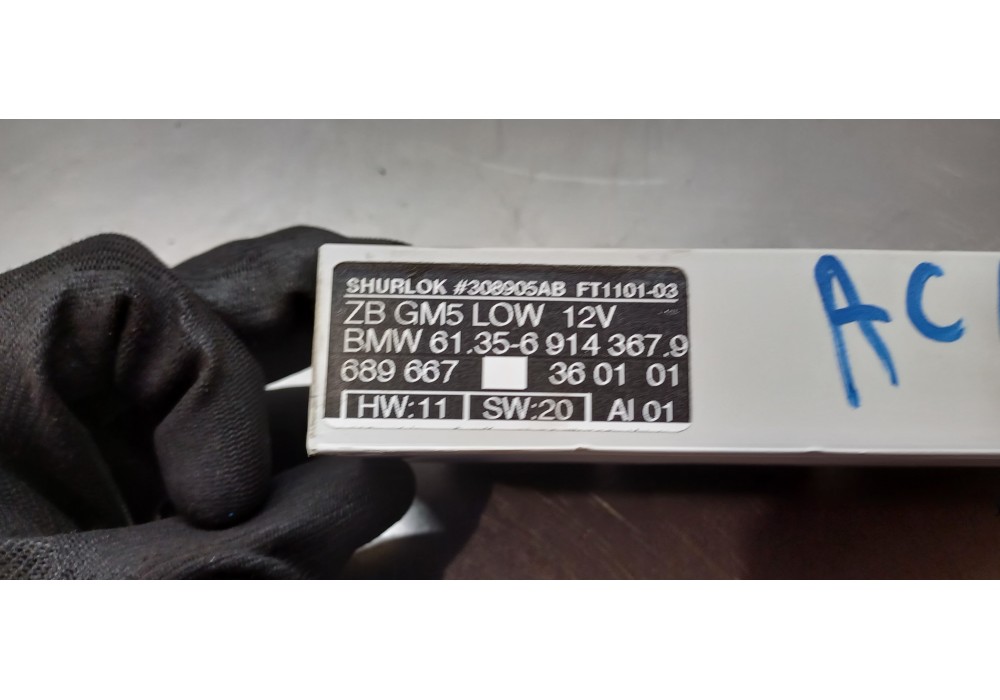 SHURLOK #308905AB FT1101-03
ZB GM5 LOW 12V
BMW 61.35-6 914 367.9
689 667 36 01 01
HW:11 SW:20 AI 01
AC